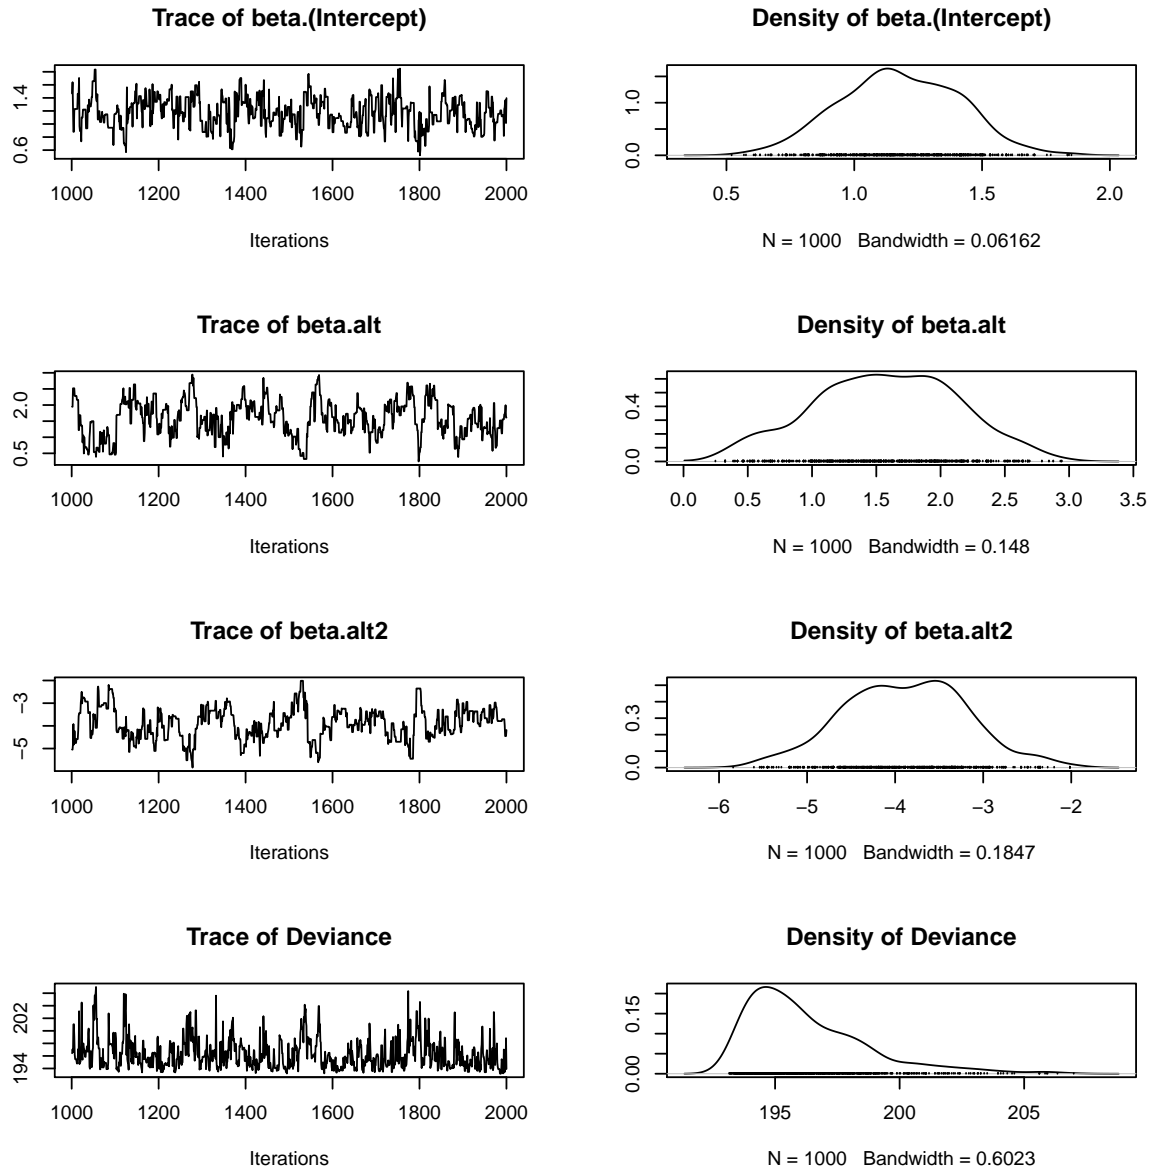 Trace of beta.(Intercept)
0.6 1.4
1000 1200 1400 1600 1800 2000
Iterations
Density of beta.(Intercept)
0.0 1.0
0.5 1.0 1.5 2.0
N = 1000 Bandwidth = 0.06162
Trace of beta.alt
0.5 2.0
1000 1200 1400 1600 1800 2000
Iterations
Density of beta.alt
0.0 0.4
0.0 0.5 1.0 1.5 2.0 2.5 3.0 3.5
N = 1000 Bandwidth = 0.148
Trace of beta.alt2
−5 −3
1000 1200 1400 1600 1800 2000
Iterations
Density of beta.alt2
0.0 0.3
−6 −5 −4 −3 −2
N = 1000 Bandwidth = 0.1847
Trace of Deviance
194 202
1000 1200 1400 1600 1800 2000
Iterations
Density of Deviance
0.00 0.15
195 200 205
N = 1000 Bandwidth = 0.6023